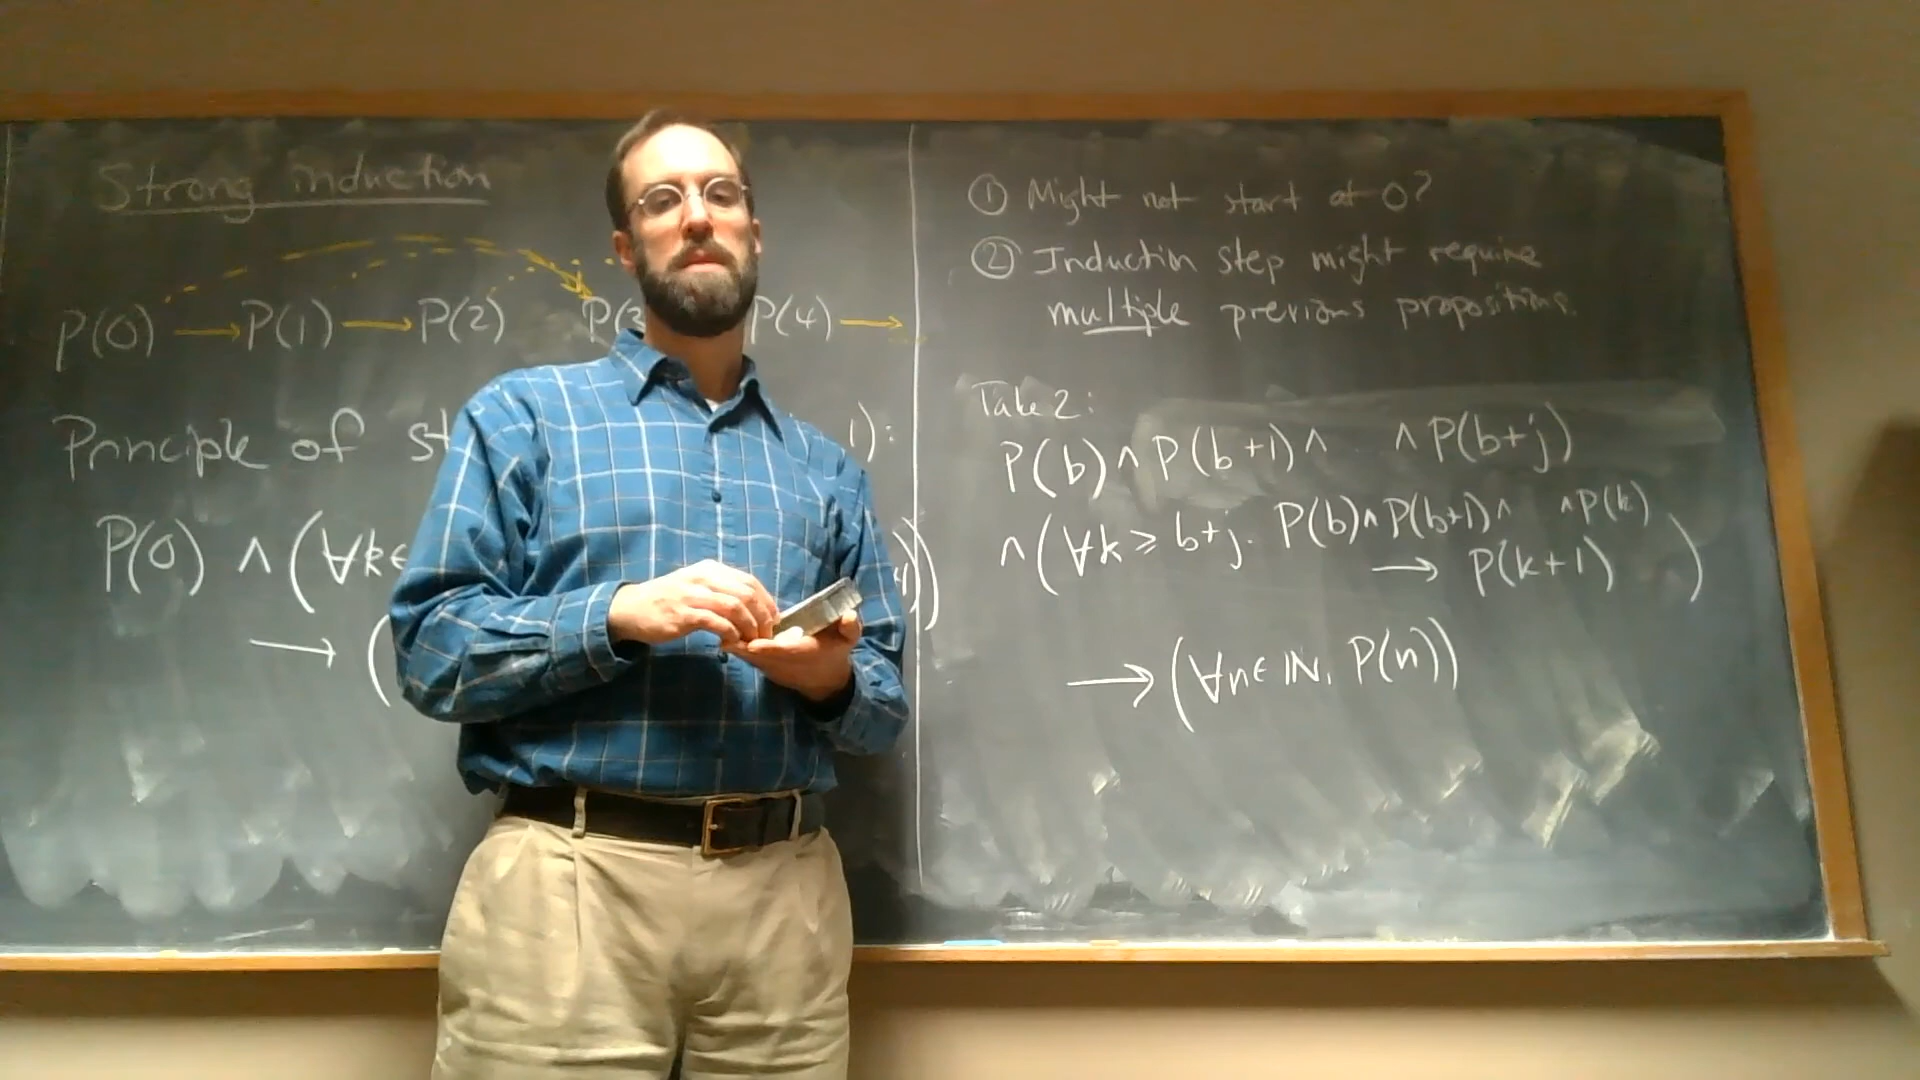 Strong induction
P(0) → P(1) → P(2) P(3 P(4) →
Principle of st 1):
P(0) ∧ (∀k∈ ))
→ (
① Might not start at 0?
② Induction step might require
multiple previous propositions.
Take 2:
P(b) ∧ P(b+1) ∧ ∧ P(b+j)
∧ (∀k ≥ b+j. P(b) ∧ P(b+1) ∧ ∧ P(k)
→ P(k+1) )
→ (∀n∈ℕ, P(n))